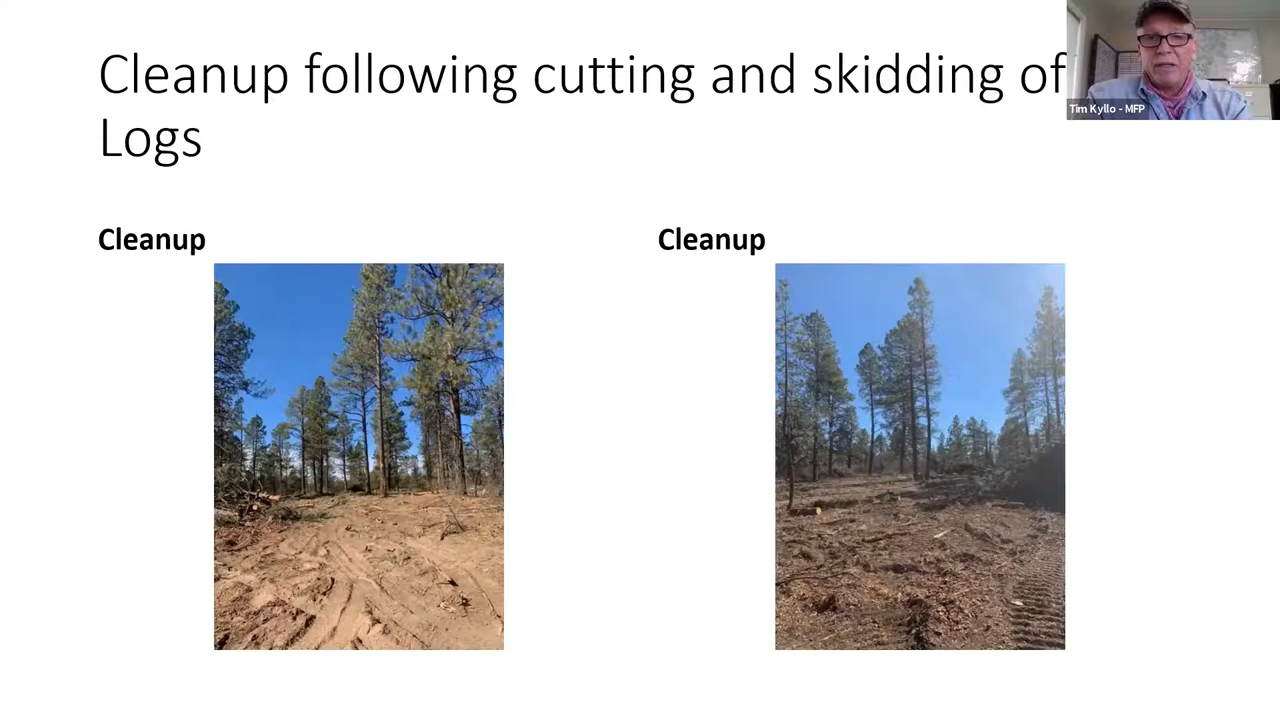 Cleanup following cutting and skidding of
Logs
Tim Kyllo - MFP
Cleanup
Cleanup